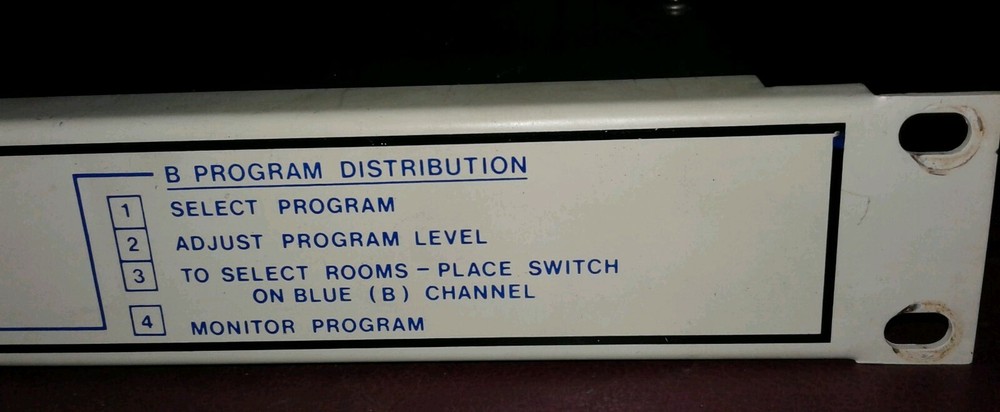 B PROGRAM DISTRIBUTION
1 SELECT PROGRAM
2 ADJUST PROGRAM LEVEL
3 TO SELECT ROOMS – PLACE SWITCH
ON BLUE (B) CHANNEL
4 MONITOR PROGRAM